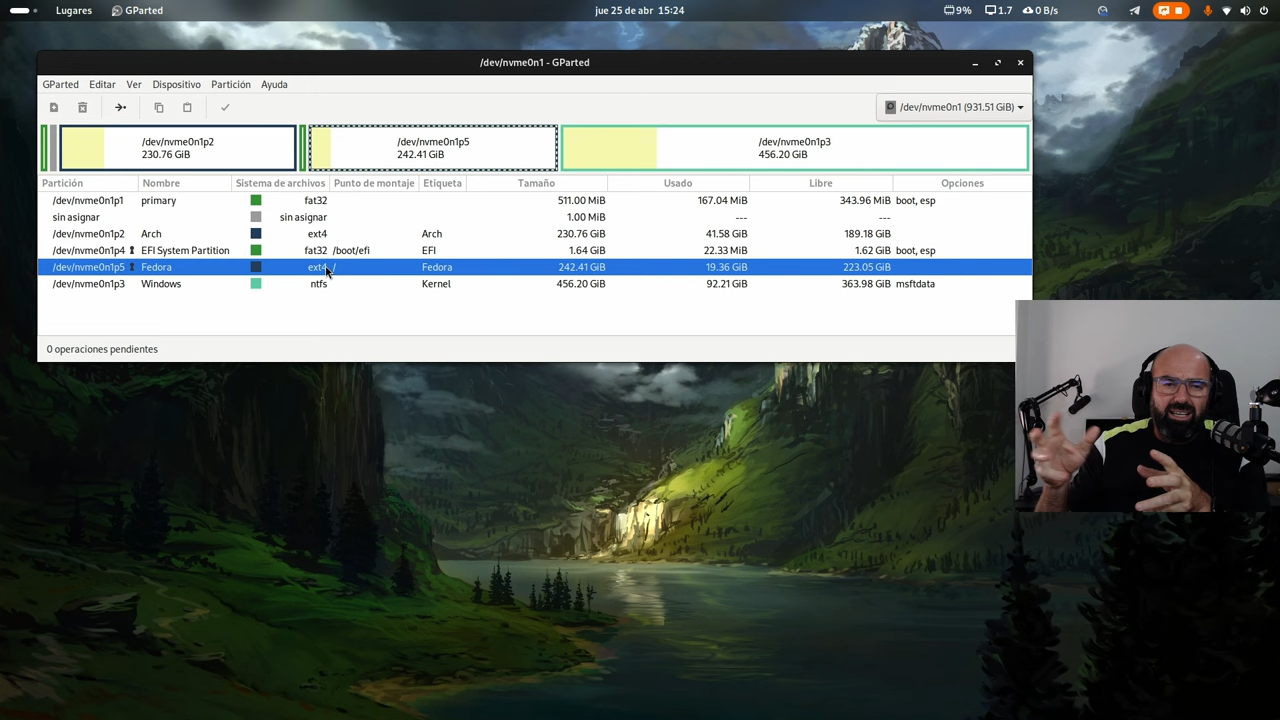 Lugares GParted jue 25 de abr 15:24 9% 1.7 0 B/s
/dev/nvme0n1 - GParted
GParted Editar Ver Dispositivo Partición Ayuda
/dev/nvme0n1 (931.51 GiB)
/dev/nvme0n1p2 /dev/nvme0n1p5 /dev/nvme0n1p3
230.76 GiB 242.41 GiB 456.20 GiB
Partición Nombre Sistema de archivos Punto de montaje Etiqueta Tamaño Usado Libre Opciones
/dev/nvme0n1p1 primary fat32 511.00 MiB 167.04 MiB 343.96 MiB boot, esp
sin asignar sin asignar 1.00 MiB --- ---
/dev/nvme0n1p2 Arch ext4 Arch 230.76 GiB 41.58 GiB 189.18 GiB
/dev/nvme0n1p4 EFI System Partition fat32 /boot/efi EFI 1.64 GiB 22.33 MiB 1.62 GiB boot, esp
/dev/nvme0n1p5 Fedora ext4 / Fedora 242.41 GiB 19.36 GiB 223.05 GiB
/dev/nvme0n1p3 Windows ntfs Kernel 456.20 GiB 92.21 GiB 363.98 GiB msftdata
0 operaciones pendientes